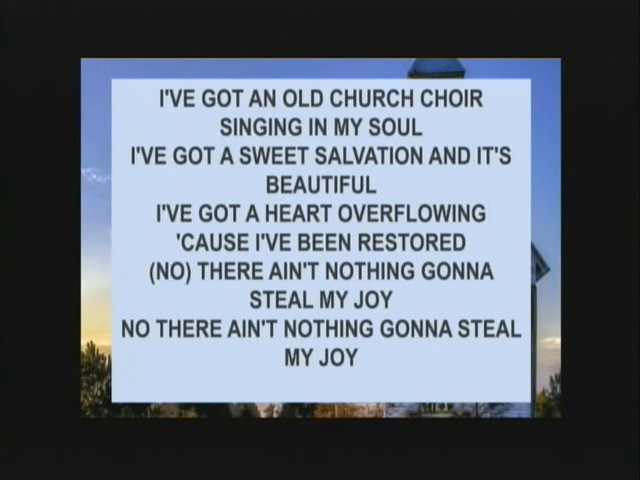 I'VE GOT AN OLD CHURCH CHOIR
SINGING IN MY SOUL
I'VE GOT A SWEET SALVATION AND IT'S
BEAUTIFUL
I'VE GOT A HEART OVERFLOWING
'CAUSE I'VE BEEN RESTORED
(NO) THERE AIN'T NOTHING GONNA
STEAL MY JOY
NO THERE AIN'T NOTHING GONNA STEAL
MY JOY